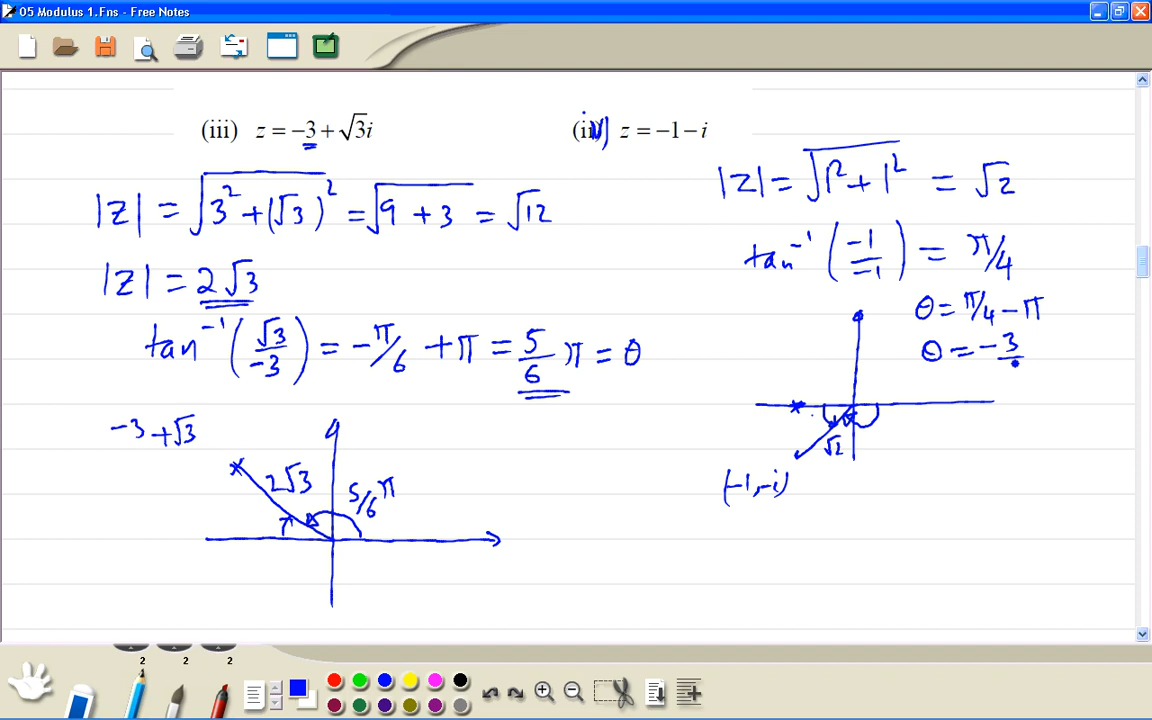 05 Modulus 1.Fns - Free Notes
(iii) z = −3 + √3i
|z| = √(3² + (√3)²) = √(9 + 3) = √12
|z| = 2√3
tan⁻¹ (√3/−3) = −π/6 + π = 5/6 π = θ
−3 + √3
2√3
5/6 π
(iv) z = −1 − i
|z| = √(1² + 1²) = √2
tan⁻¹ (−1/−1) = π/4
θ = π/4 − π
θ = −3/
√2
(−1, −i)
2 2 2